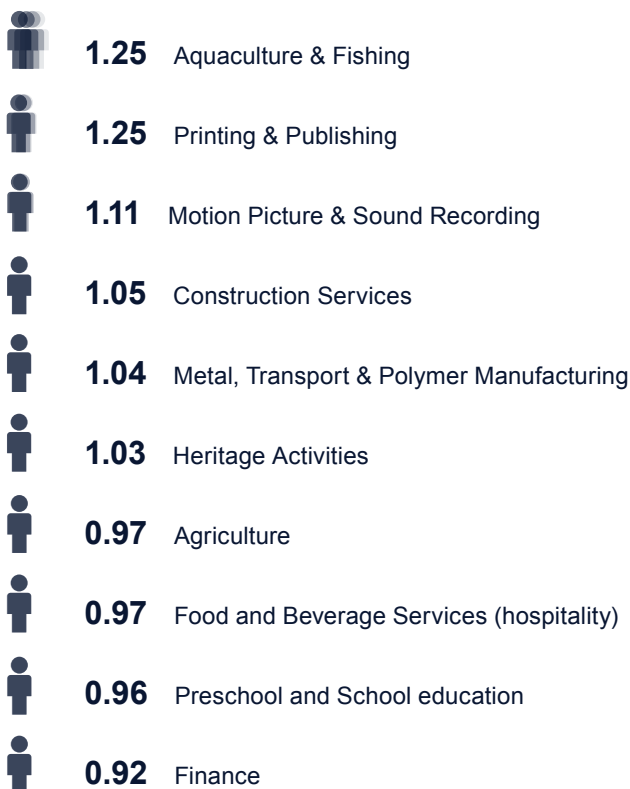 1.25 Aquaculture & Fishing
1.25 Printing & Publishing
1.11 Motion Picture & Sound Recording
1.05 Construction Services
1.04 Metal, Transport & Polymer Manufacturing
1.03 Heritage Activities
0.97 Agriculture
0.97 Food and Beverage Services (hospitality)
0.96 Preschool and School education
0.92 Finance